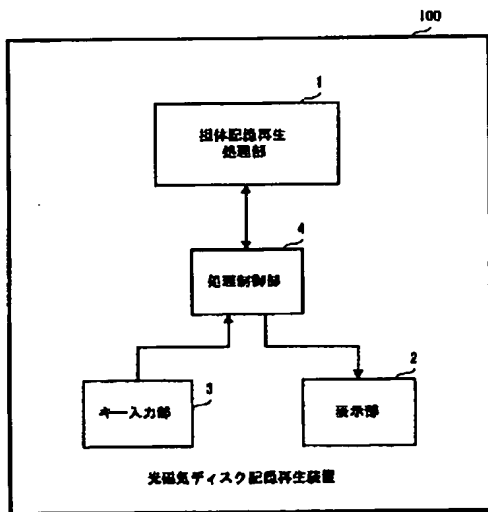 100
1
担体記憶再生
処理部
4
処理制御部
3
キー入力部
2
表示部
光磁気ディスク記憶再生装置